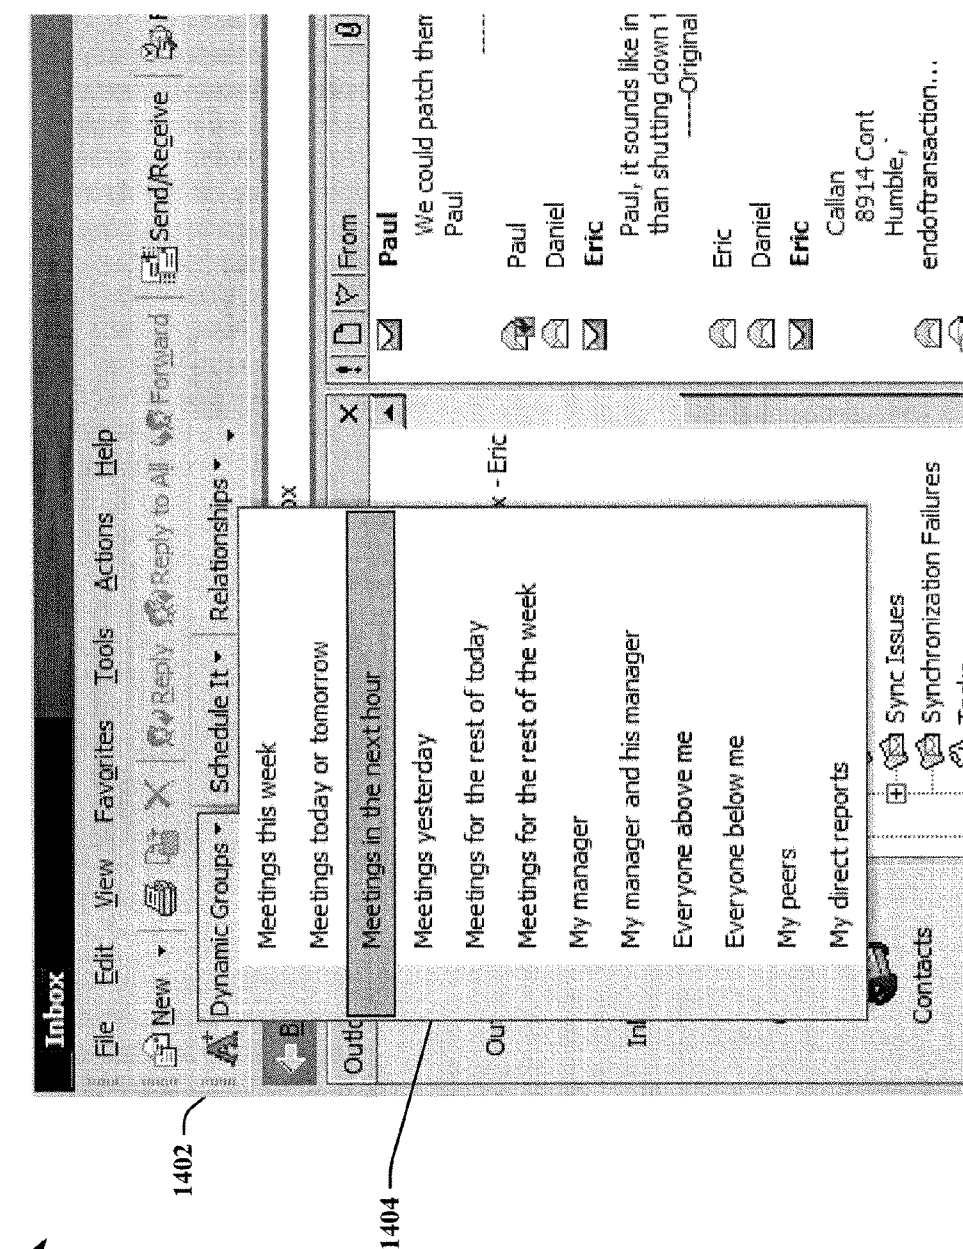 Inbox
File Edit View Favorites Tools Actions Help
New Reply Reply to All Forward Send/Receive
Dynamic Groups Schedule It Relationships
1402
Meetings this week
Meetings today or tomorrow
Meetings in the next hour
Meetings yesterday
Meetings for the rest of today
Meetings for the rest of the week
My manager
My manager and his manager
Everyone above me
Everyone below me
My peers
My direct reports
1404
B
ox
Outlo
Ou
In
Contacts
x - Eric
Sync Issues
Synchronization Failures
! From
Paul
We could patch them
Paul
-----
Paul
Daniel
Eric
Paul, it sounds like in
than shutting down
-----Original
Eric
Daniel
Eric
Callan
8914 Cont
Humble,
endoftransaction...